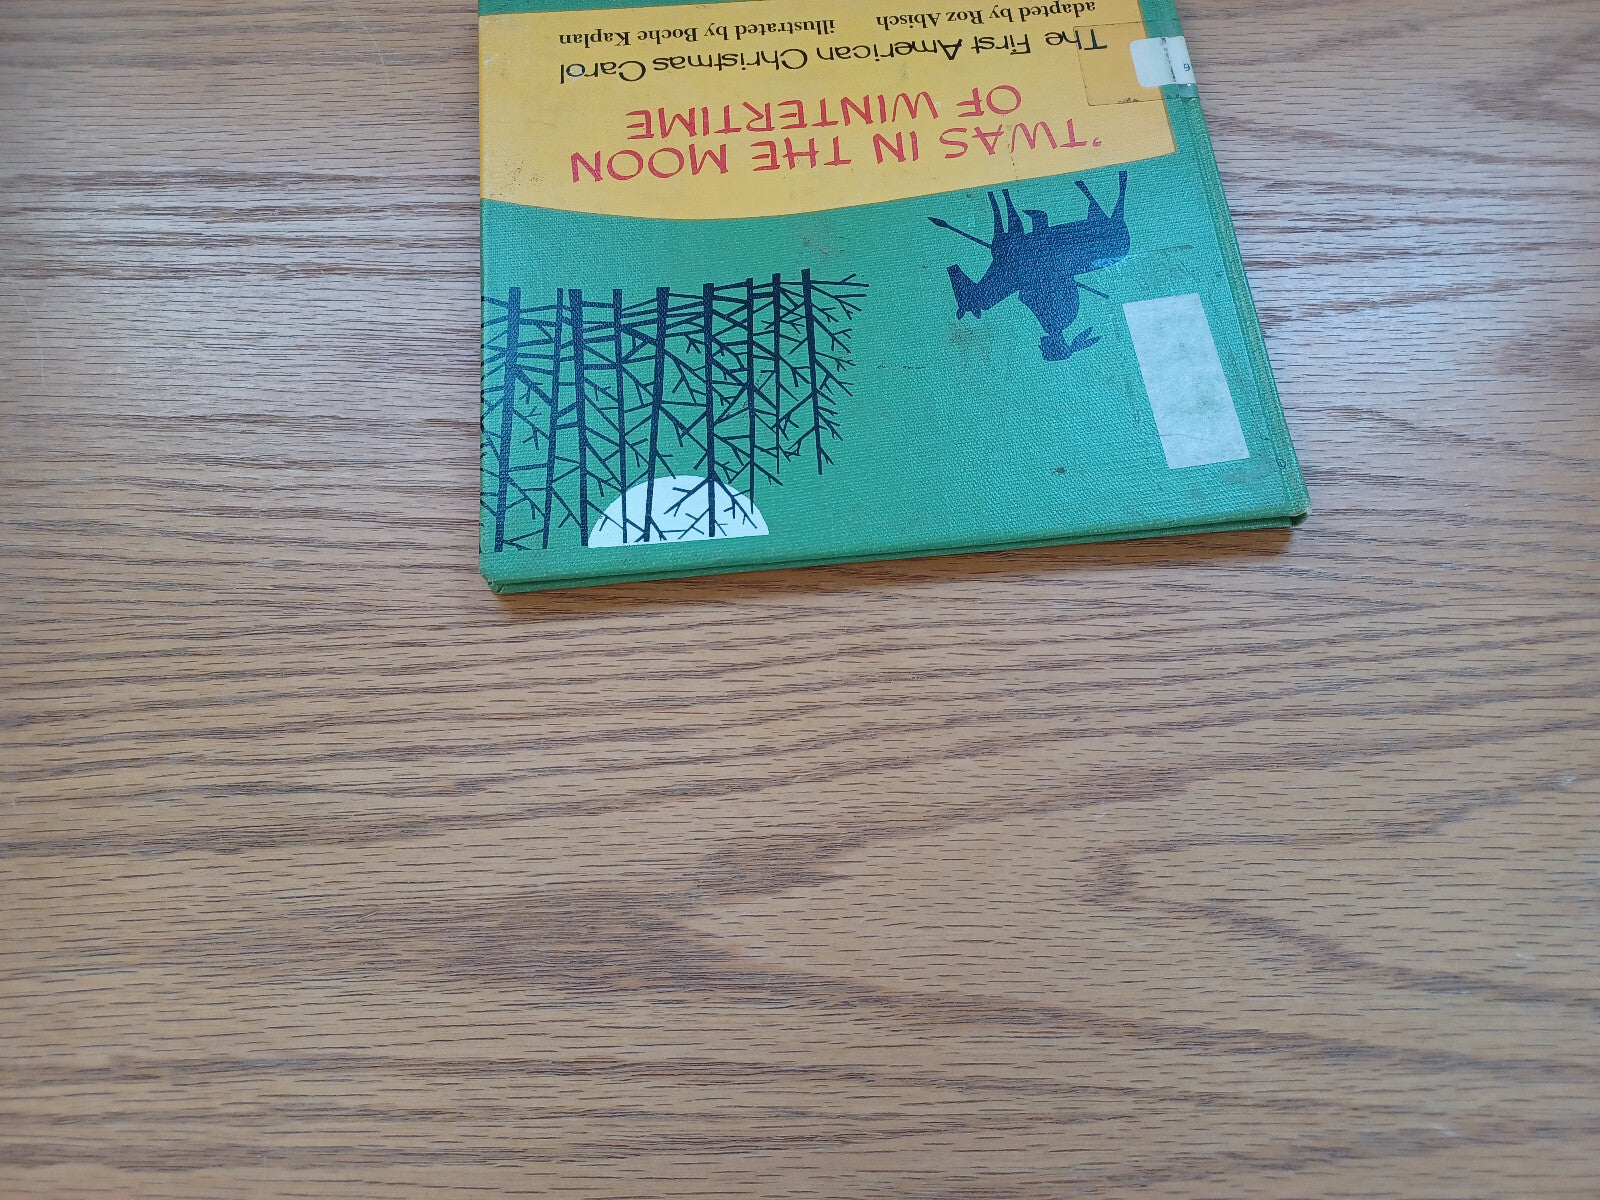 'TWAS IN THE MOON
OF WINTERTIME
The First American Christmas Carol
adapted by Roz Abisch illustrated by Boche Kaplan